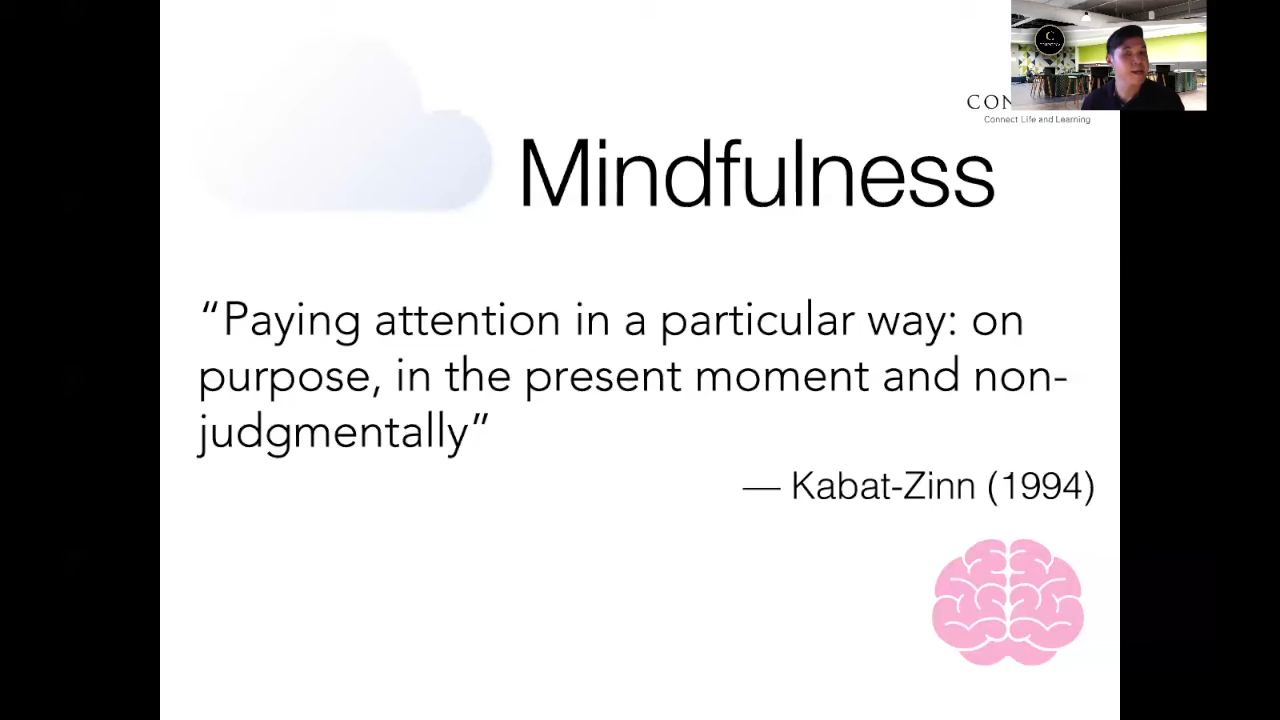 Connect Life and Learning
Mindfulness
“Paying attention in a particular way: on
purpose, in the present moment and non-
judgmentally”
— Kabat-Zinn (1994)